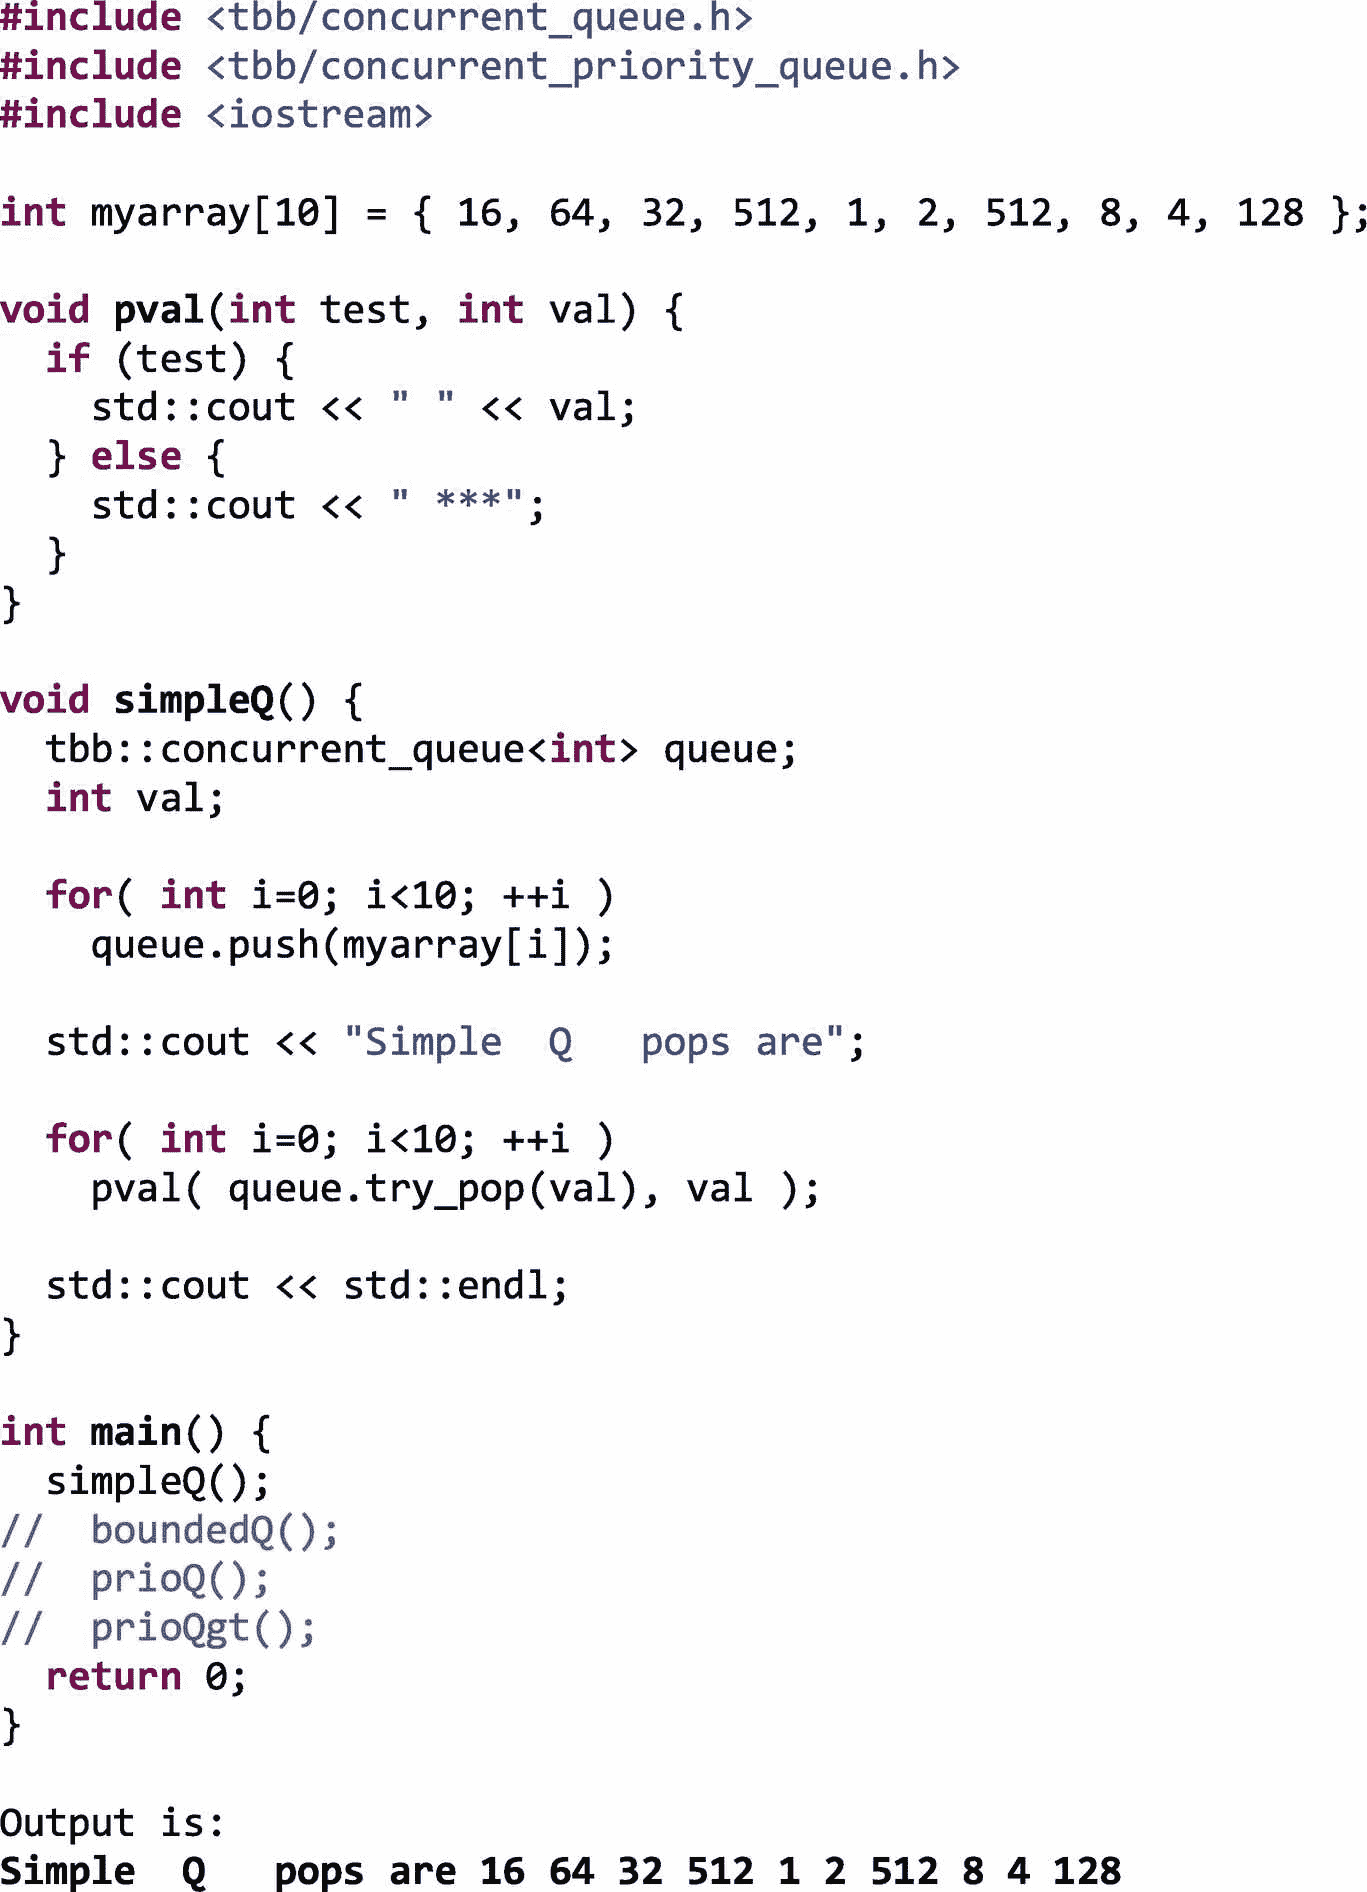 #include <tbb/concurrent_queue.h>
#include <tbb/concurrent_priority_queue.h>
#include <iostream>

int myarray[10] = { 16, 64, 32, 512, 1, 2, 512, 8, 4, 128 };

void pval(int test, int val) {
  if (test) {
    std::cout << " " << val;
  } else {
    std::cout << " ***";
  }
}

void simpleQ() {
  tbb::concurrent_queue<int> queue;
  int val;

  for( int i=0; i<10; ++i )
    queue.push(myarray[i]);

  std::cout << "Simple  Q   pops are";

  for( int i=0; i<10; ++i )
    pval( queue.try_pop(val), val );

  std::cout << std::endl;
}

int main() {
  simpleQ();
//  boundedQ();
//  prioQ();
//  prioQgt();
  return 0;
}

Output is:
Simple  Q   pops are 16 64 32 512 1 2 512 8 4 128